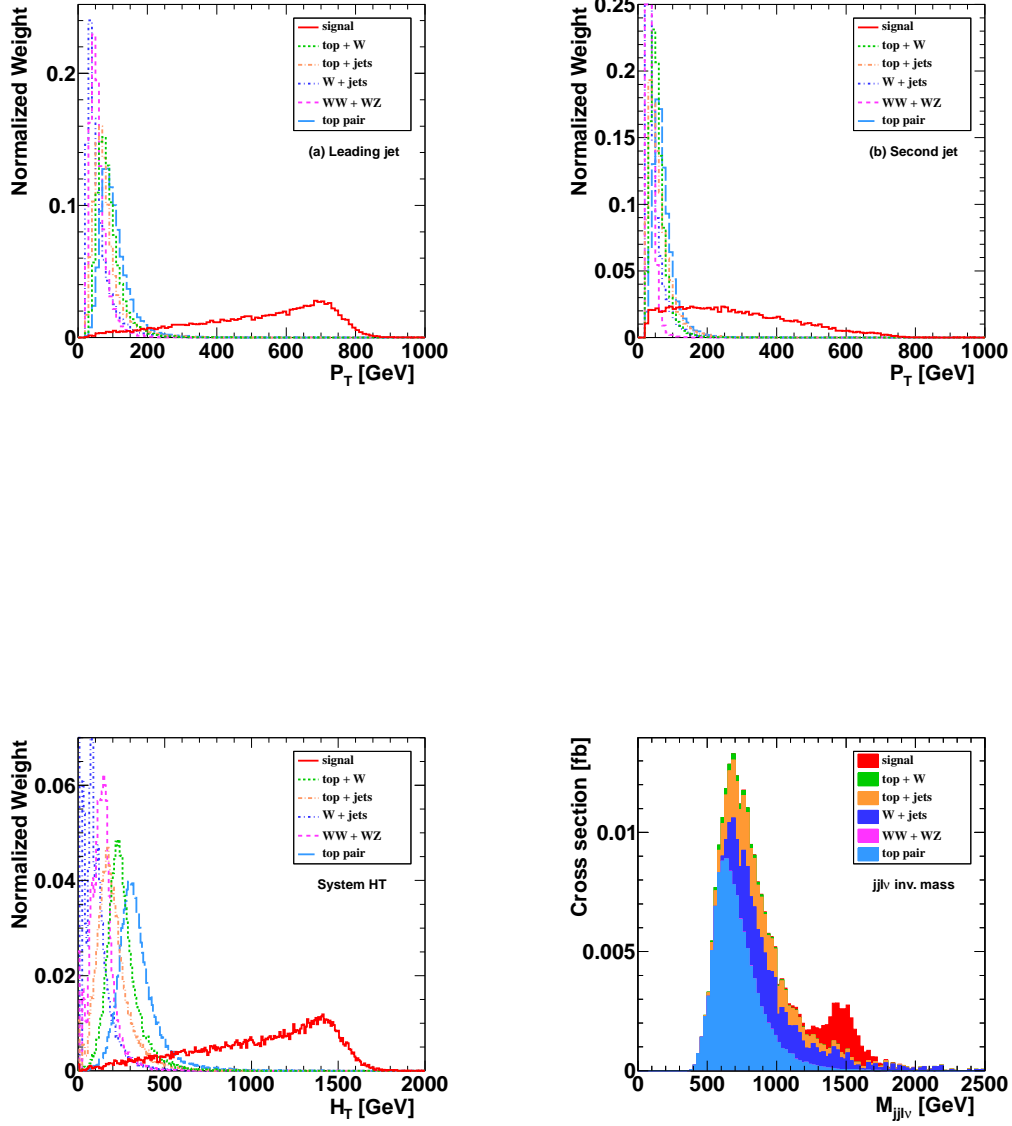 Normalized Weight
0.2
0.1
0
signal
top + W
top + jets
W + jets
WW + WZ
top pair
(a) Leading jet
0 200 400 600 800 1000
P_T [GeV]
Normalized Weight
0.25
0.2
0.15
0.1
0.05
0
signal
top + W
top + jets
W + jets
WW + WZ
top pair
(b) Second jet
0 200 400 600 800 1000
P_T [GeV]
Normalized Weight
0.06
0.04
0.02
0
signal
top + W
top + jets
W + jets
WW + WZ
top pair
System HT
0 500 1000 1500 2000
H_T [GeV]
Cross section [fb]
0.01
0.005
0
signal
top + W
top + jets
W + jets
WW + WZ
top pair
jjlν inv. mass
0 500 1000 1500 2000 2500
M_jjlν [GeV]